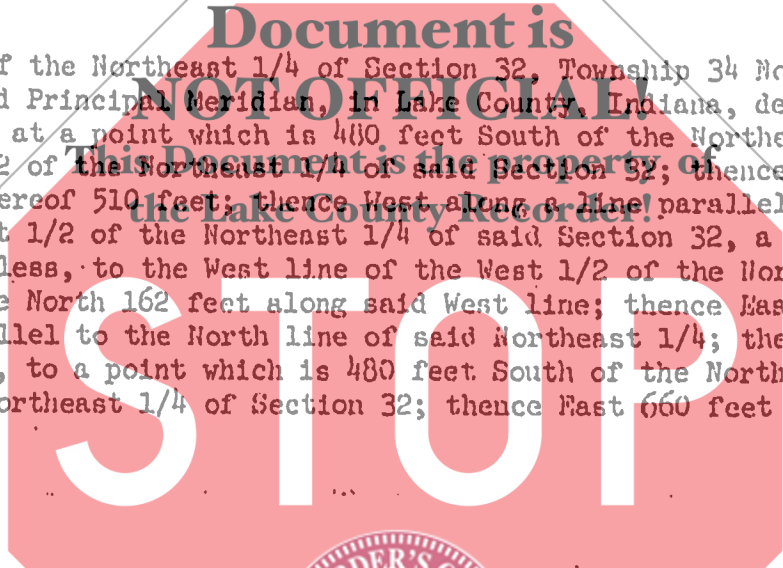 Document is
f the Northeast 1/4 of Section 32, Township 34 No
d Principal Meridian, in Lake County, Indiana, de
NOT OFFICIAL!
at a point which is 480 feet South of the Northe
2 of the Northeast 1/4 of said Section 32; thence
This Document is the property of
ereof 510 feet; thence West along a line parallel
the Lake County Recorder!
t 1/2 of the Northeast 1/4 of said Section 32, a
less, to the West line of the West 1/2 of the Nor
e North 162 feet along said West line; thence Eas
llel to the North line of said Northeast 1/4; the
, to a point which is 480 feet South of the North
ortheast 1/4 of Section 32; thence East 660 feet
STOP
DER'S